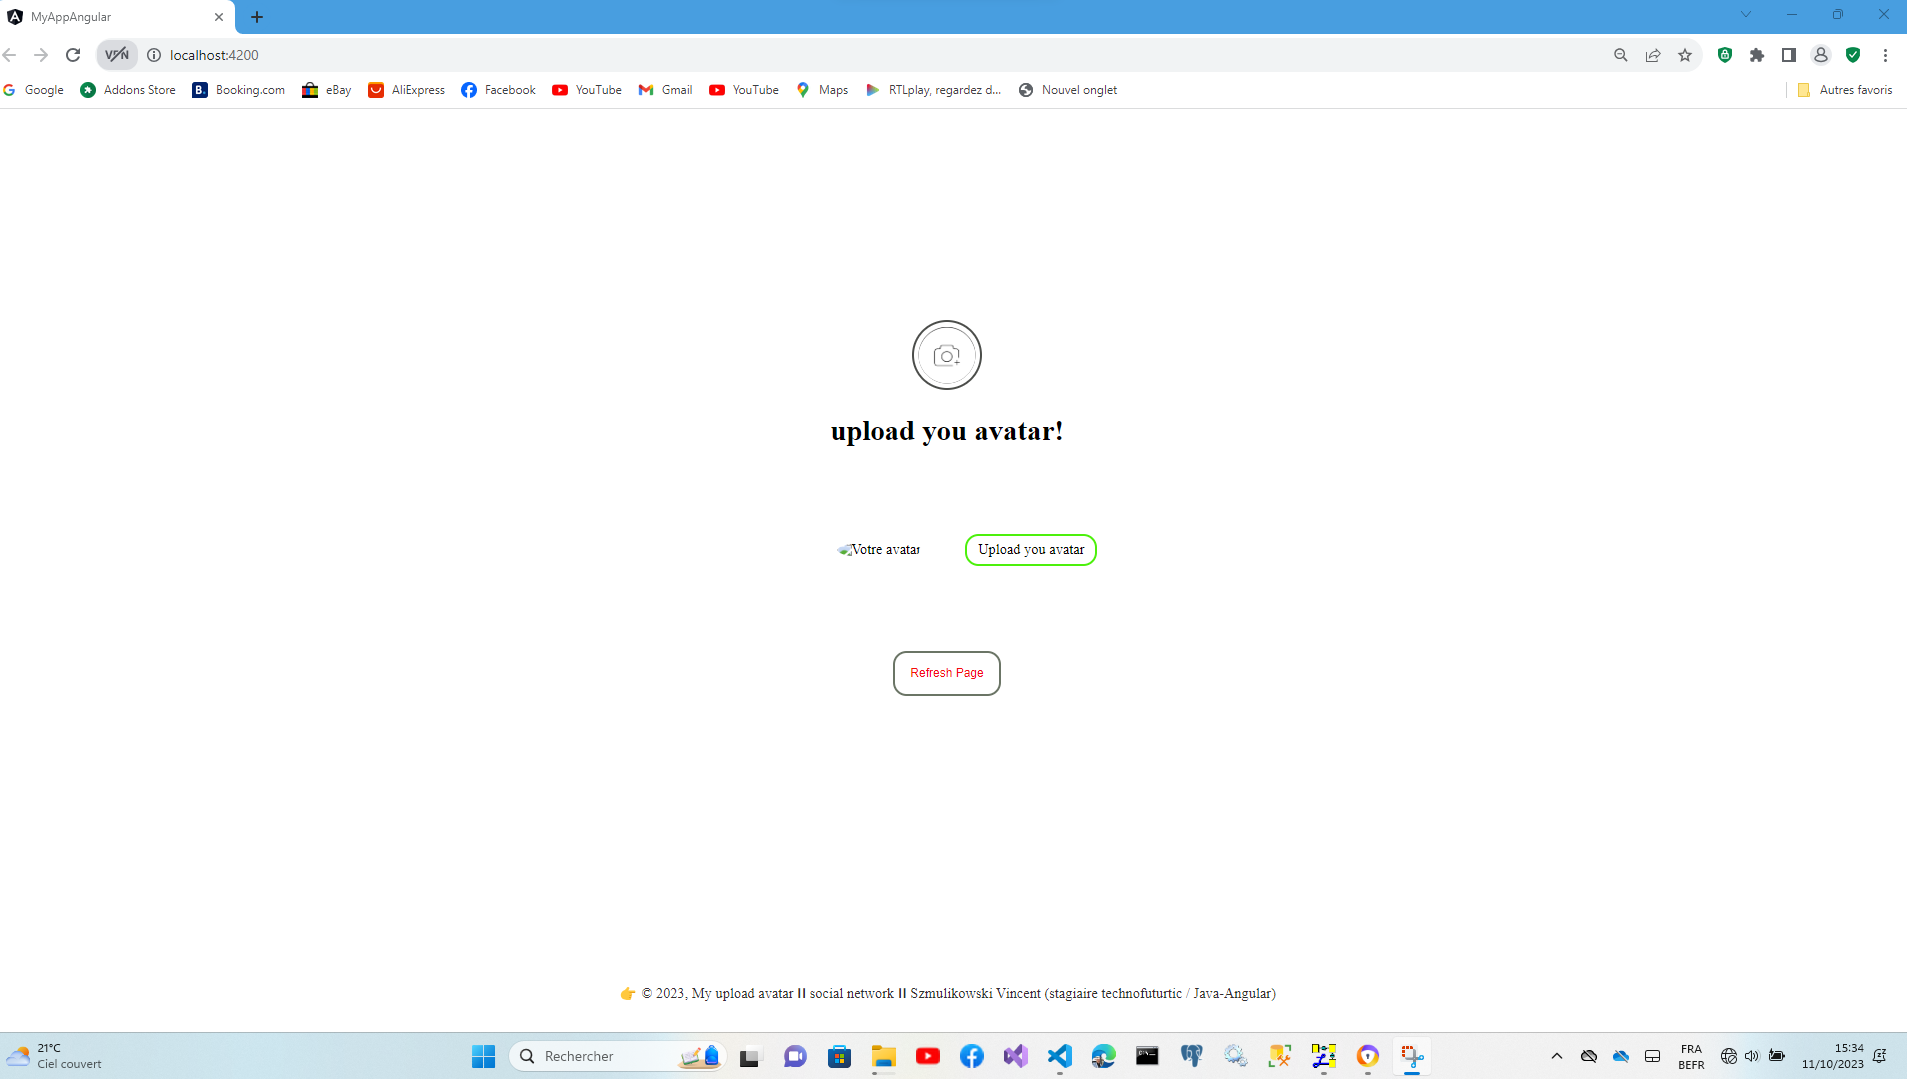 MyAppAngular
VPN
localhost:4200
Google
Addons Store
Booking.com
eBay
AliExpress
Facebook
YouTube
Gmail
YouTube
Maps
RTLplay, regardez d...
Nouvel onglet
Autres favoris
upload you avatar!
Votre avatar
Upload you avatar
Refresh Page
👉 © 2023, My upload avatar II social network II Szmulikowski Vincent (stagiaire technofuturtic / Java-Angular)
21°C
Ciel couvert
Rechercher
FRA
BEFR
15:34
11/10/2023